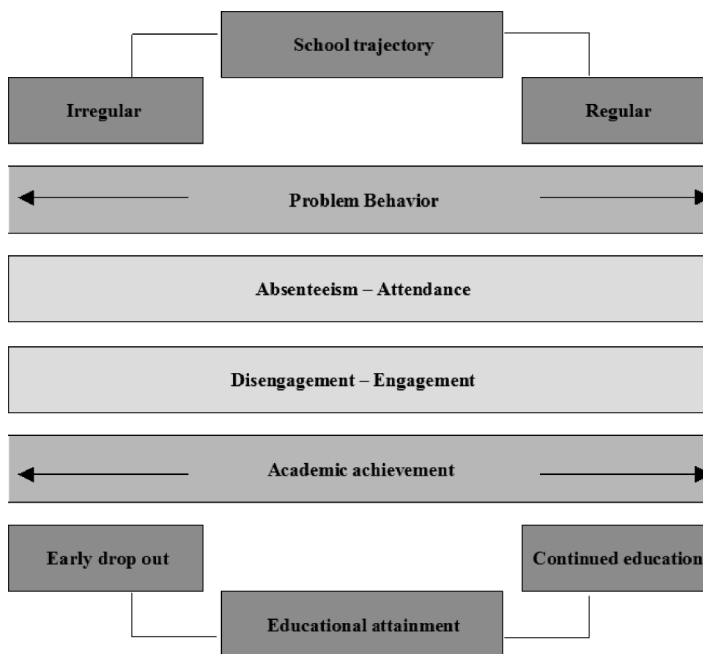 School trajectory
Irregular
Regular
Problem Behavior
Absenteeism – Attendance
Disengagement – Engagement
Academic achievement
Early drop out
Continued education
Educational attainment